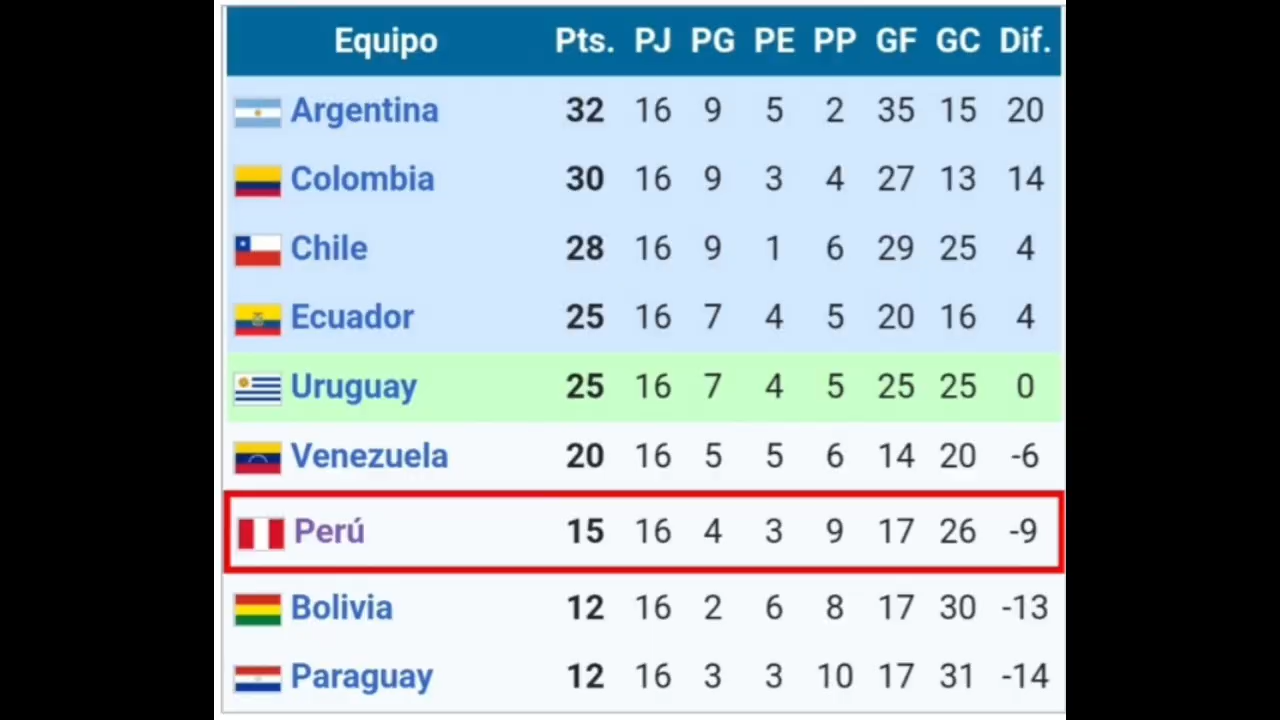 Equipo Pts. PJ PG PE PP GF GC Dif.
Argentina 32 16 9 5 2 35 15 20
Colombia 30 16 9 3 4 27 13 14
Chile 28 16 9 1 6 29 25 4
Ecuador 25 16 7 4 5 20 16 4
Uruguay 25 16 7 4 5 25 25 0
Venezuela 20 16 5 5 6 14 20 -6
Perú 15 16 4 3 9 17 26 -9
Bolivia 12 16 2 6 8 17 30 -13
Paraguay 12 16 3 3 10 17 31 -14